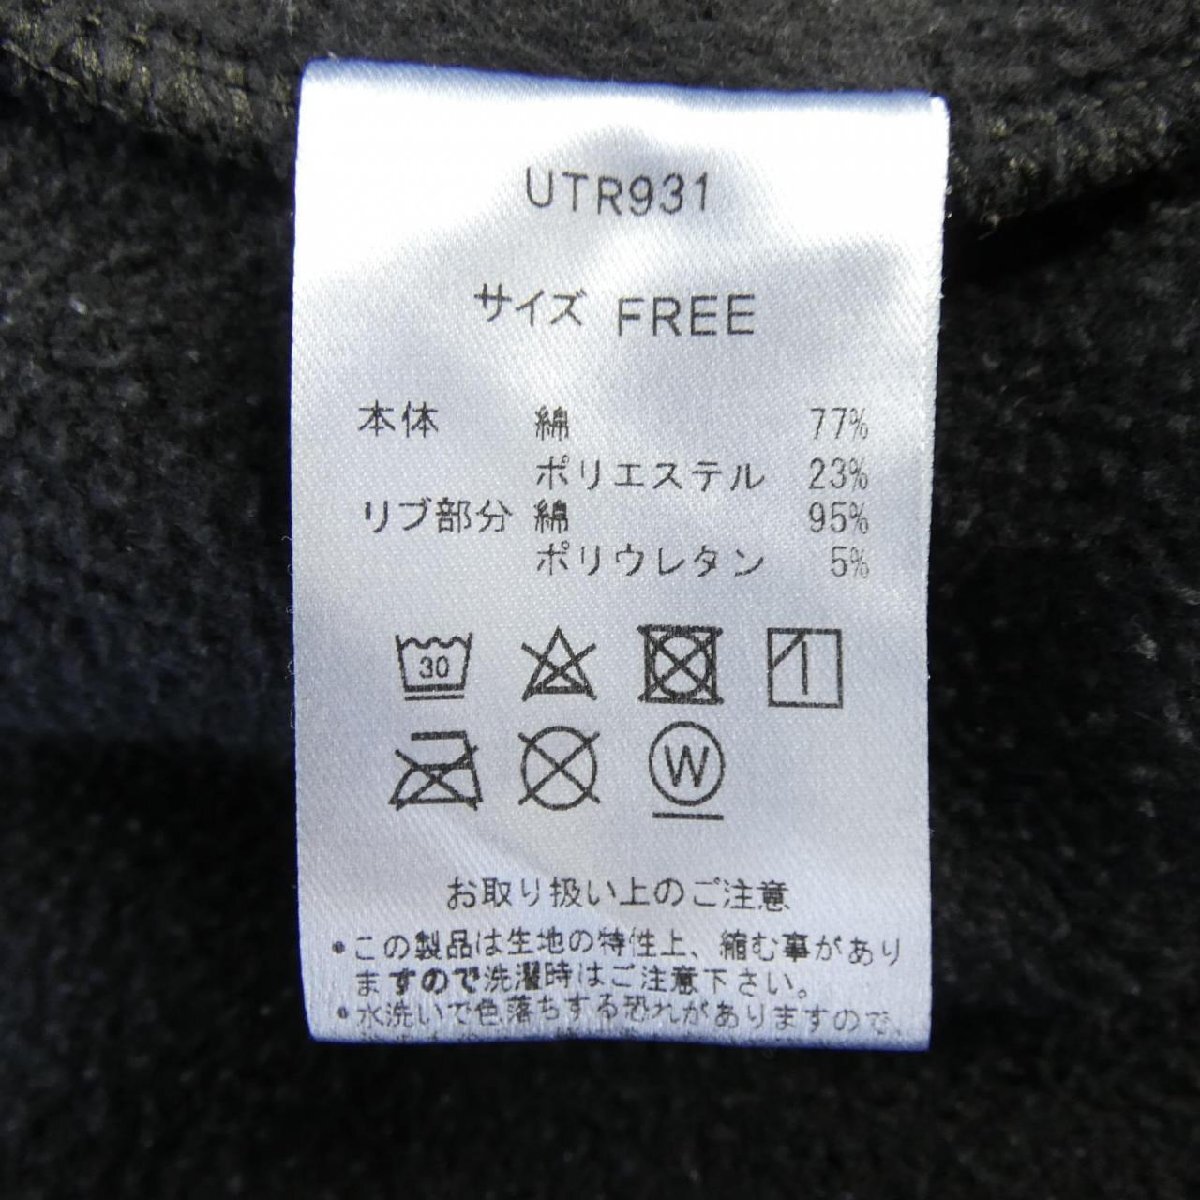 UTR931
サイズ FREE
本体 綿 77%
ポリエステル 23%
リブ部分 綿 95%
ポリウレタン 5%
30
W
お取り扱い上のご注意
•この製品は生地の特性上、縮む事があり
ますので洗濯時はご注意下さい。
•水洗いで色落ちする恐れがありますので、